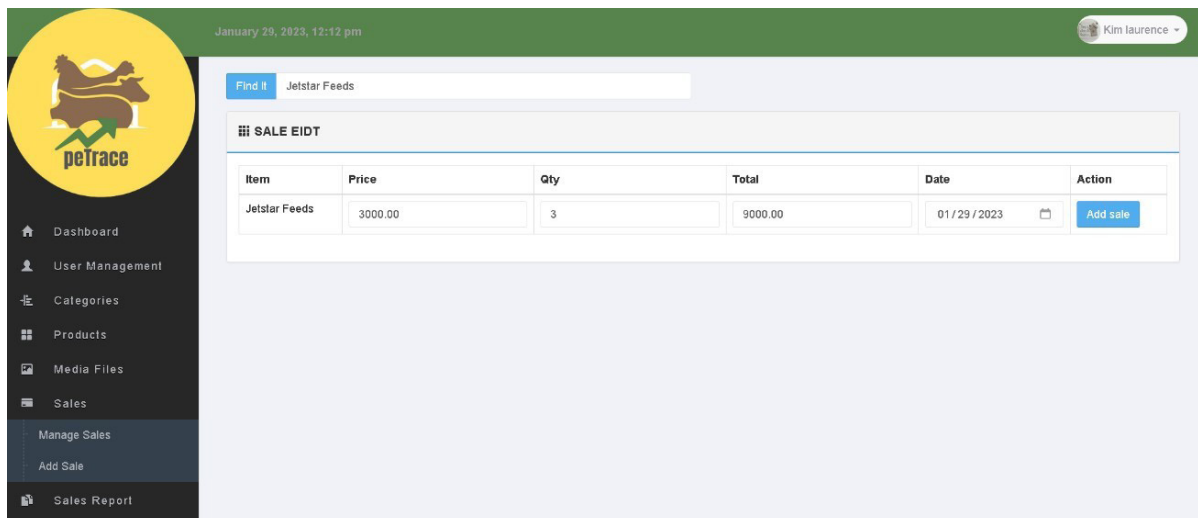 January 29, 2023, 12:12 pm
Kim laurence
peTrace
Find It Jetstar Feeds
SALE EIDT
Item Price Qty Total Date Action
Jetstar Feeds 3000.00 3 9000.00 01/29/2023 Add sale
Dashboard
User Management
Categories
Products
Media Files
Sales
Manage Sales
Add Sale
Sales Report